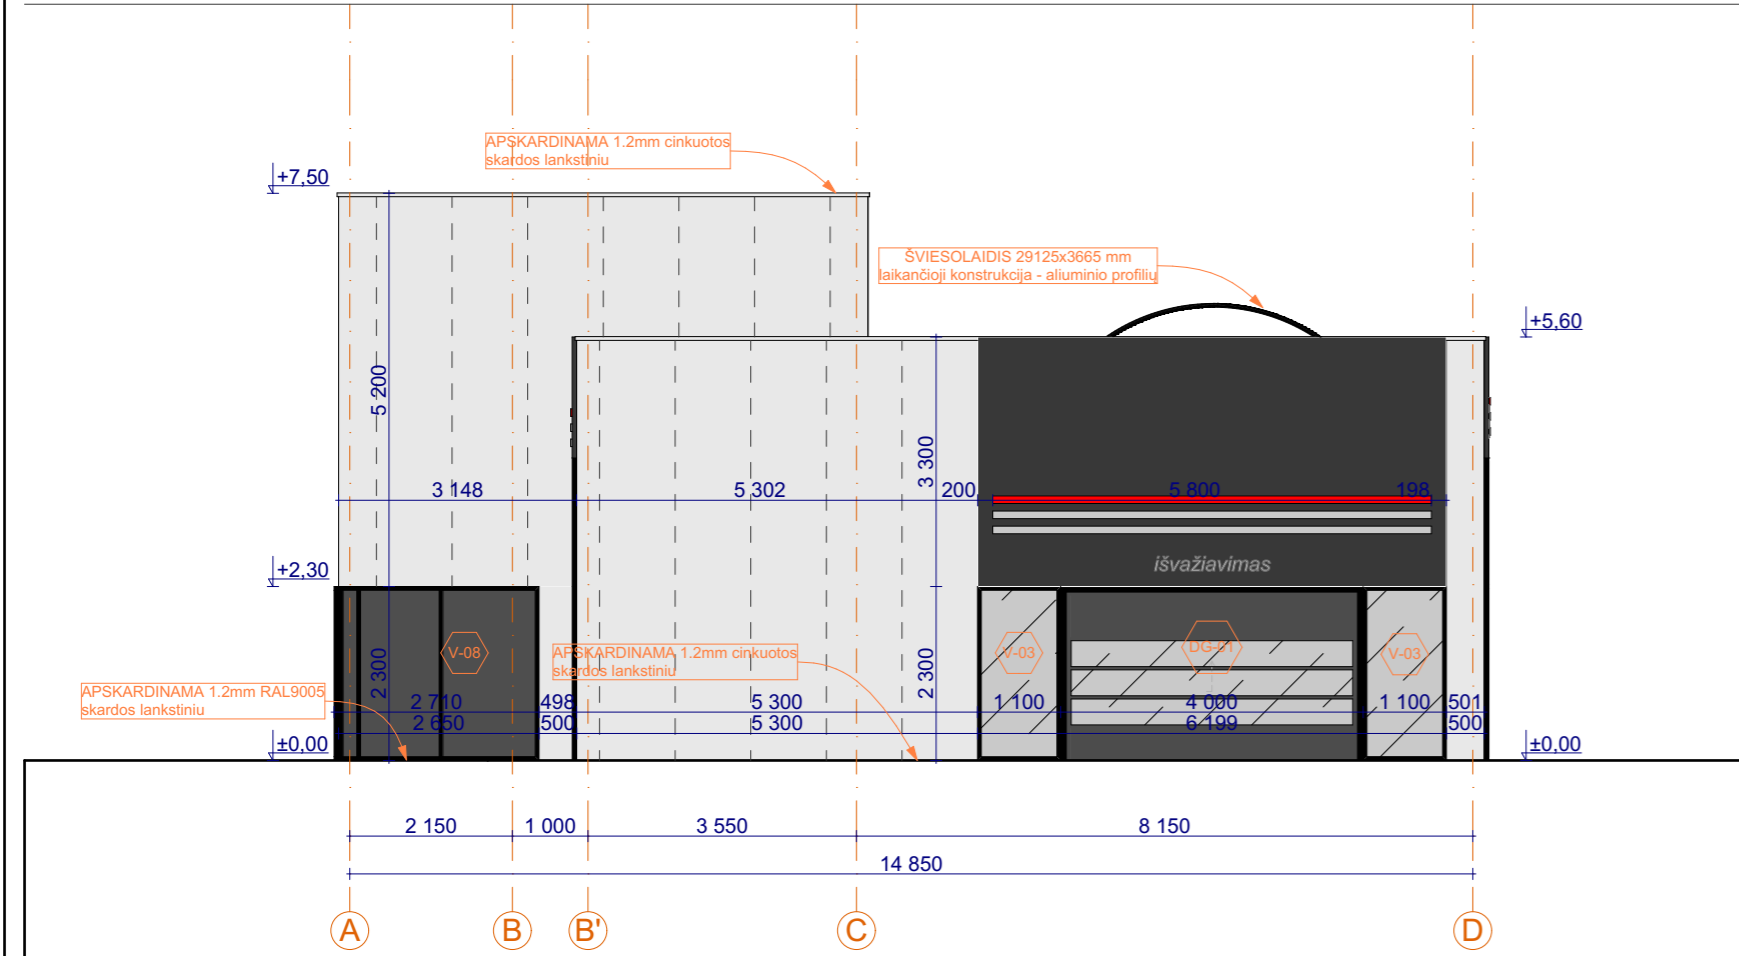 APSKARDINAMA 1.2mm cinkuotos
skardos lankstiniu
+7,50
ŠVIESOLAIDIS 29125x3665 mm
laikančioji konstrukcija - aliuminio profilių
+5,60
5 200
3 300
3 148
5 302
200
5 800
198
išvažiavimas
+2,30
V-08
APSKARDINAMA 1.2mm cinkuotos
skardos lankstiniu
V-03
DG-01
V-03
2 300
2 300
APSKARDINAMA 1.2mm RAL9005
skardos lankstiniu
2 710
498
5 300
1 100
4 000
1 100
501
2 650
500
5 300
6 199
500
±0,00
±0,00
2 150
1 000
3 550
8 150
14 850
A
B
B'
C
D